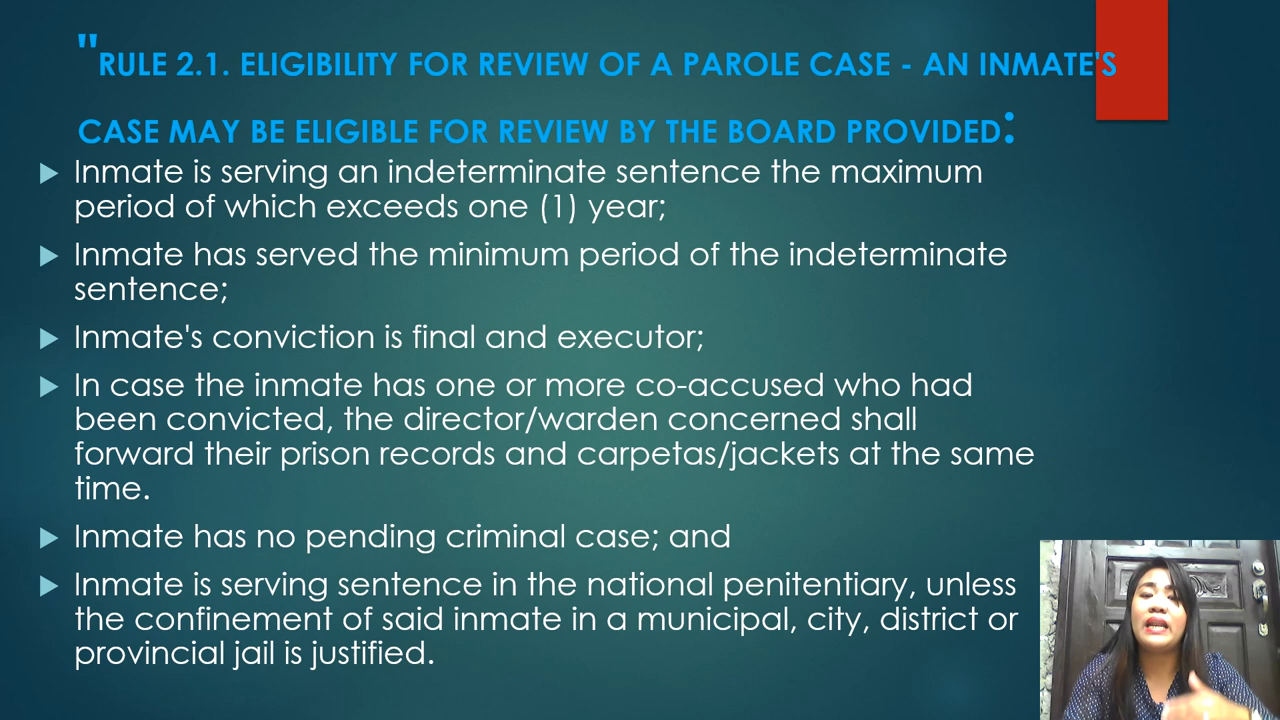 "RULE 2.1. ELIGIBILITY FOR REVIEW OF A PAROLE CASE - AN INMATE'S
CASE MAY BE ELIGIBLE FOR REVIEW BY THE BOARD PROVIDED:
Inmate is serving an indeterminate sentence the maximum
period of which exceeds one (1) year;
Inmate has served the minimum period of the indeterminate
sentence;
Inmate's conviction is final and executor;
In case the inmate has one or more co-accused who had
been convicted, the director/warden concerned shall
forward their prison records and carpetas/jackets at the same
time.
Inmate has no pending criminal case; and
Inmate is serving sentence in the national penitentiary, unless
the confinement of said inmate in a municipal, city, district or
provincial jail is justified.